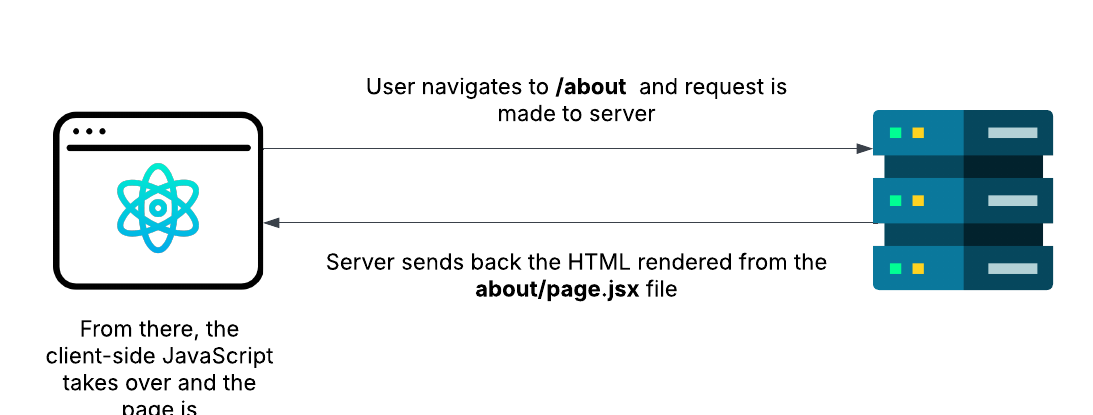 User navigates to /about and request is
made to server
Server sends back the HTML rendered from the
about/page.jsx file
From there, the
client-side JavaScript
takes over and the
page is